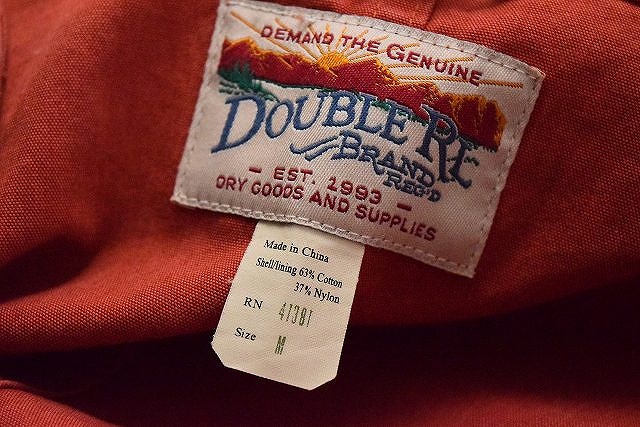 DEMAND THE GENUINE
DOUBLE RL
BRAND
REG'D
— EST. 1993 —
DRY GOODS AND SUPPLIES
Made in China
Shell/lining 63% Cotton
37% Nylon
RN 41381
Size M